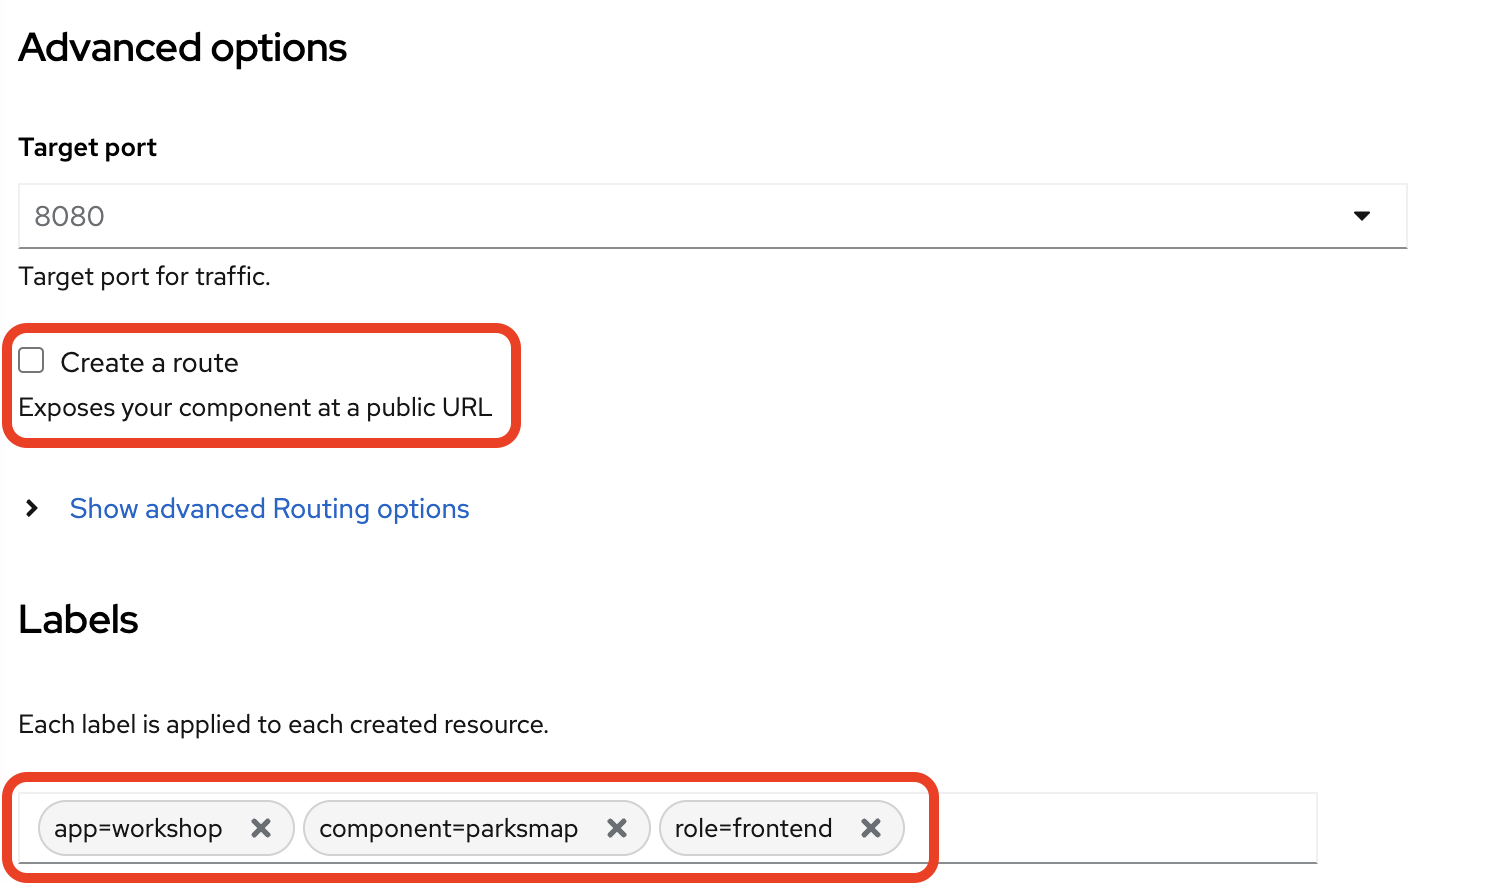 Advanced options
Target port
8080
Target port for traffic.
Create a route
Exposes your component at a public URL
Show advanced Routing options
Labels
Each label is applied to each created resource.
app=workshop component=parksmap role=frontend